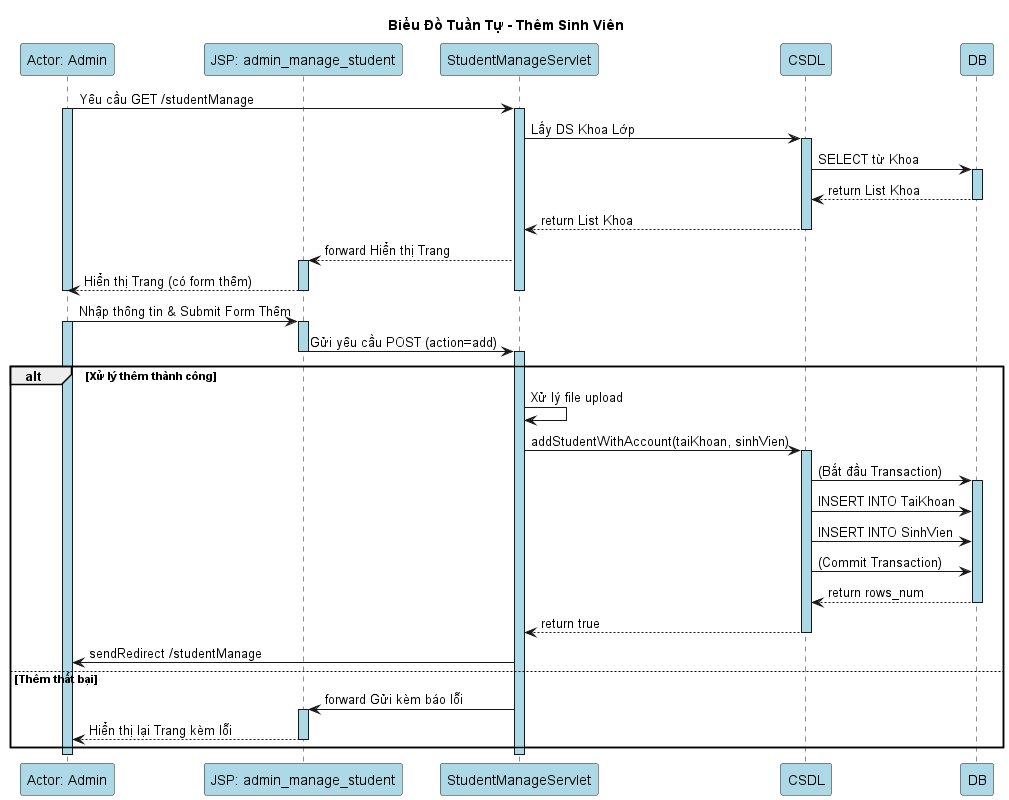 Biểu Đồ Tuần Tự - Thêm Sinh Viên
Actor: Admin
JSP: admin_manage_student
StudentManageServlet
CSDL
DB
Yêu cầu GET /studentManage
Lấy DS Khoa Lớp
SELECT từ Khoa
return List Khoa
return List Khoa
forward Hiển thị Trang
Hiển thị Trang (có form thêm)
Nhập thông tin & Submit Form Thêm
Gửi yêu cầu POST (action=add)
alt
[Xử lý thêm thành công]
Xử lý file upload
addStudentWithAccount(taiKhoan, sinhVien)
(Bắt đầu Transaction)
INSERT INTO TaiKhoan
INSERT INTO SinhVien
(Commit Transaction)
return rows_num
return true
sendRedirect /studentManage
[Thêm thất bại]
forward Gửi kèm báo lỗi
Hiển thị lại Trang kèm lỗi
Actor: Admin
JSP: admin_manage_student
StudentManageServlet
CSDL
DB